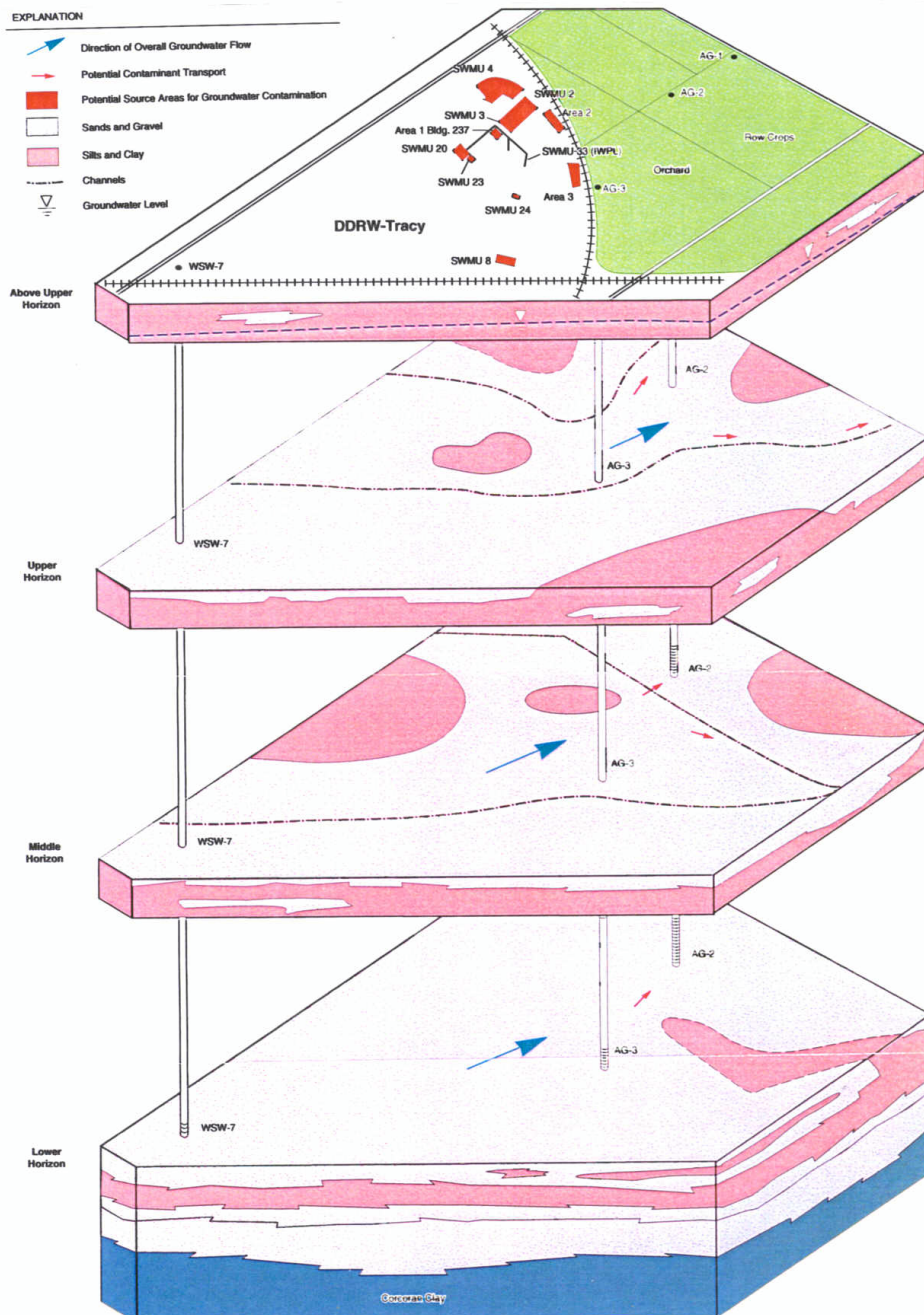 EXPLANATION
Direction of Overall Groundwater Flow
Potential Contaminant Transport
Potential Source Areas for Groundwater Contamination
Sands and Gravel
Silts and Clay
Channels
Groundwater Level
AG-1
SWMU 4
SWMU 2
AG-2
SWMU 3
Area 2
Area 1 Bldg. 237
Row Crops
SWMU 20
SWMU-33 (IWPL)
Orchard
SWMU 23
Area 3
AG-3
SWMU 24
DDRW-Tracy
SWMU 8
WSW-7
Above Upper
Horizon
AG-2
AG-3
WSW-7
Upper
Horizon
AG-2
AG-3
WSW-7
Middle
Horizon
AG-2
AG-3
WSW-7
Lower
Horizon
Corcoran Clay